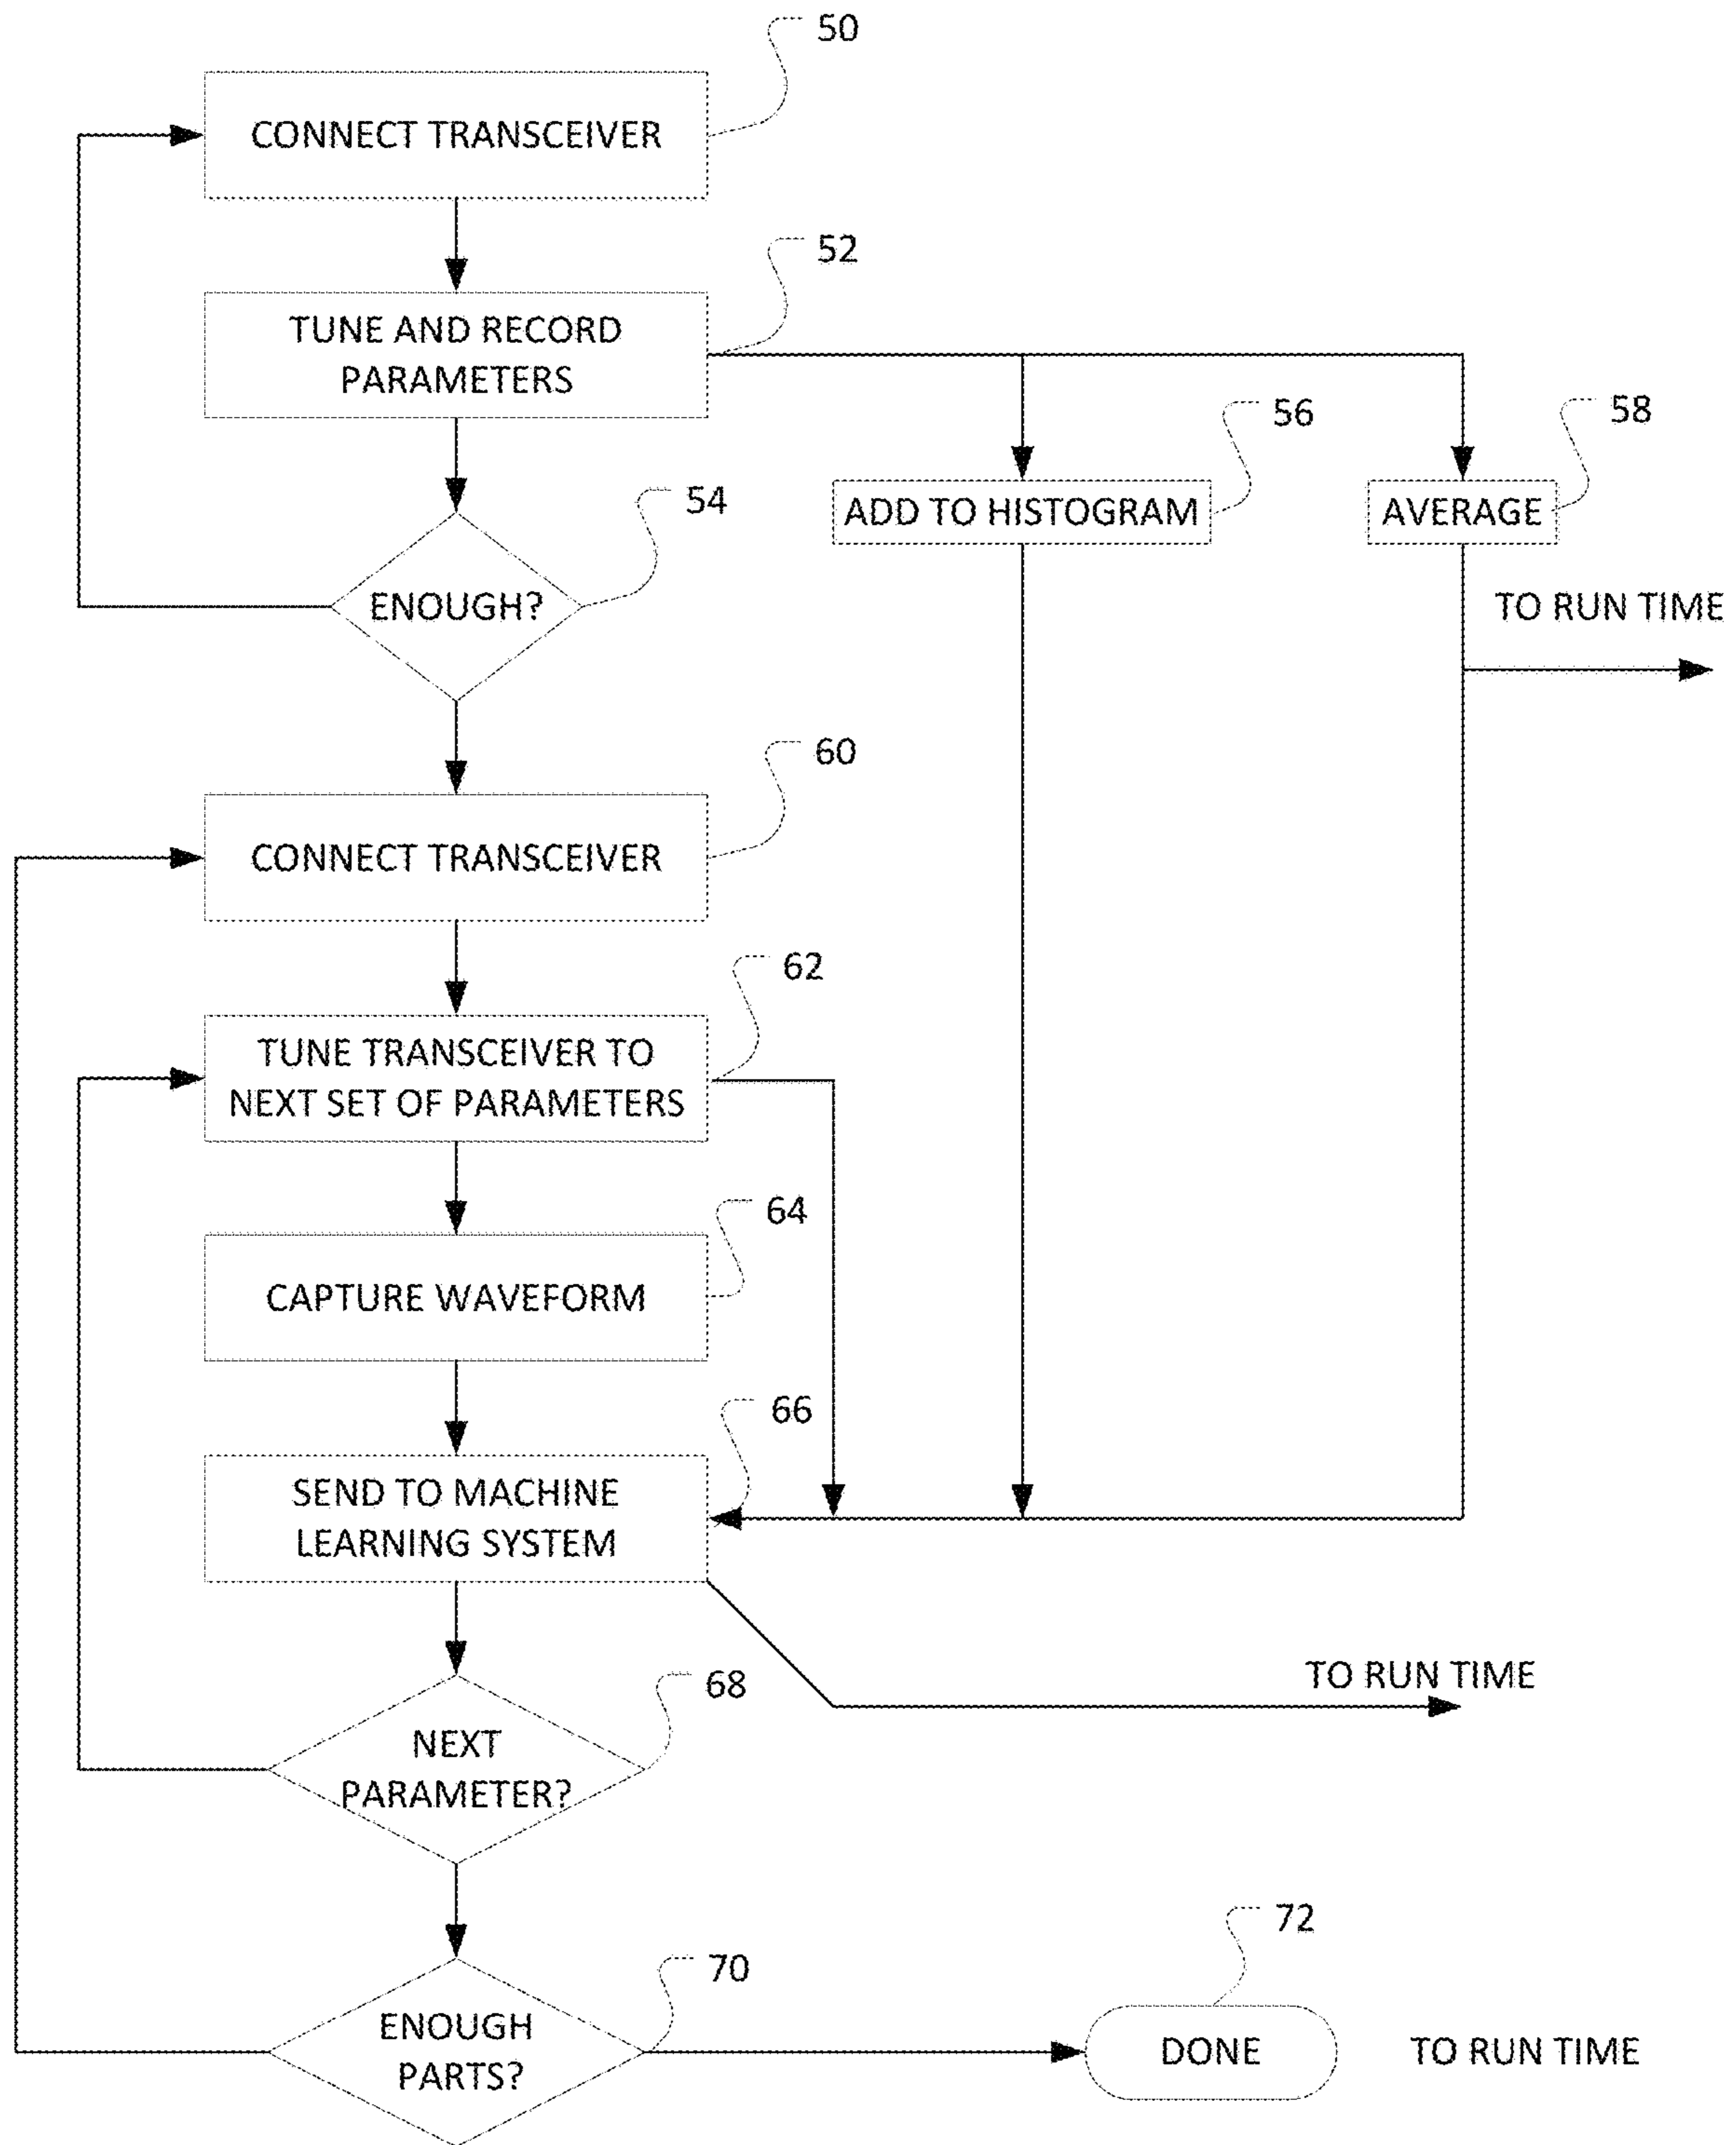 50
CONNECT TRANSCEIVER
52
TUNE AND RECORD
PARAMETERS
56
58
54
ADD TO HISTOGRAM
AVERAGE
ENOUGH?
TO RUN TIME
60
CONNECT TRANSCEIVER
62
TUNE TRANSCEIVER TO
NEXT SET OF PARAMETERS
64
CAPTURE WAVEFORM
66
SEND TO MACHINE
LEARNING SYSTEM
68
TO RUN TIME
NEXT
PARAMETER?
72
70
ENOUGH
PARTS?
DONE
TO RUN TIME